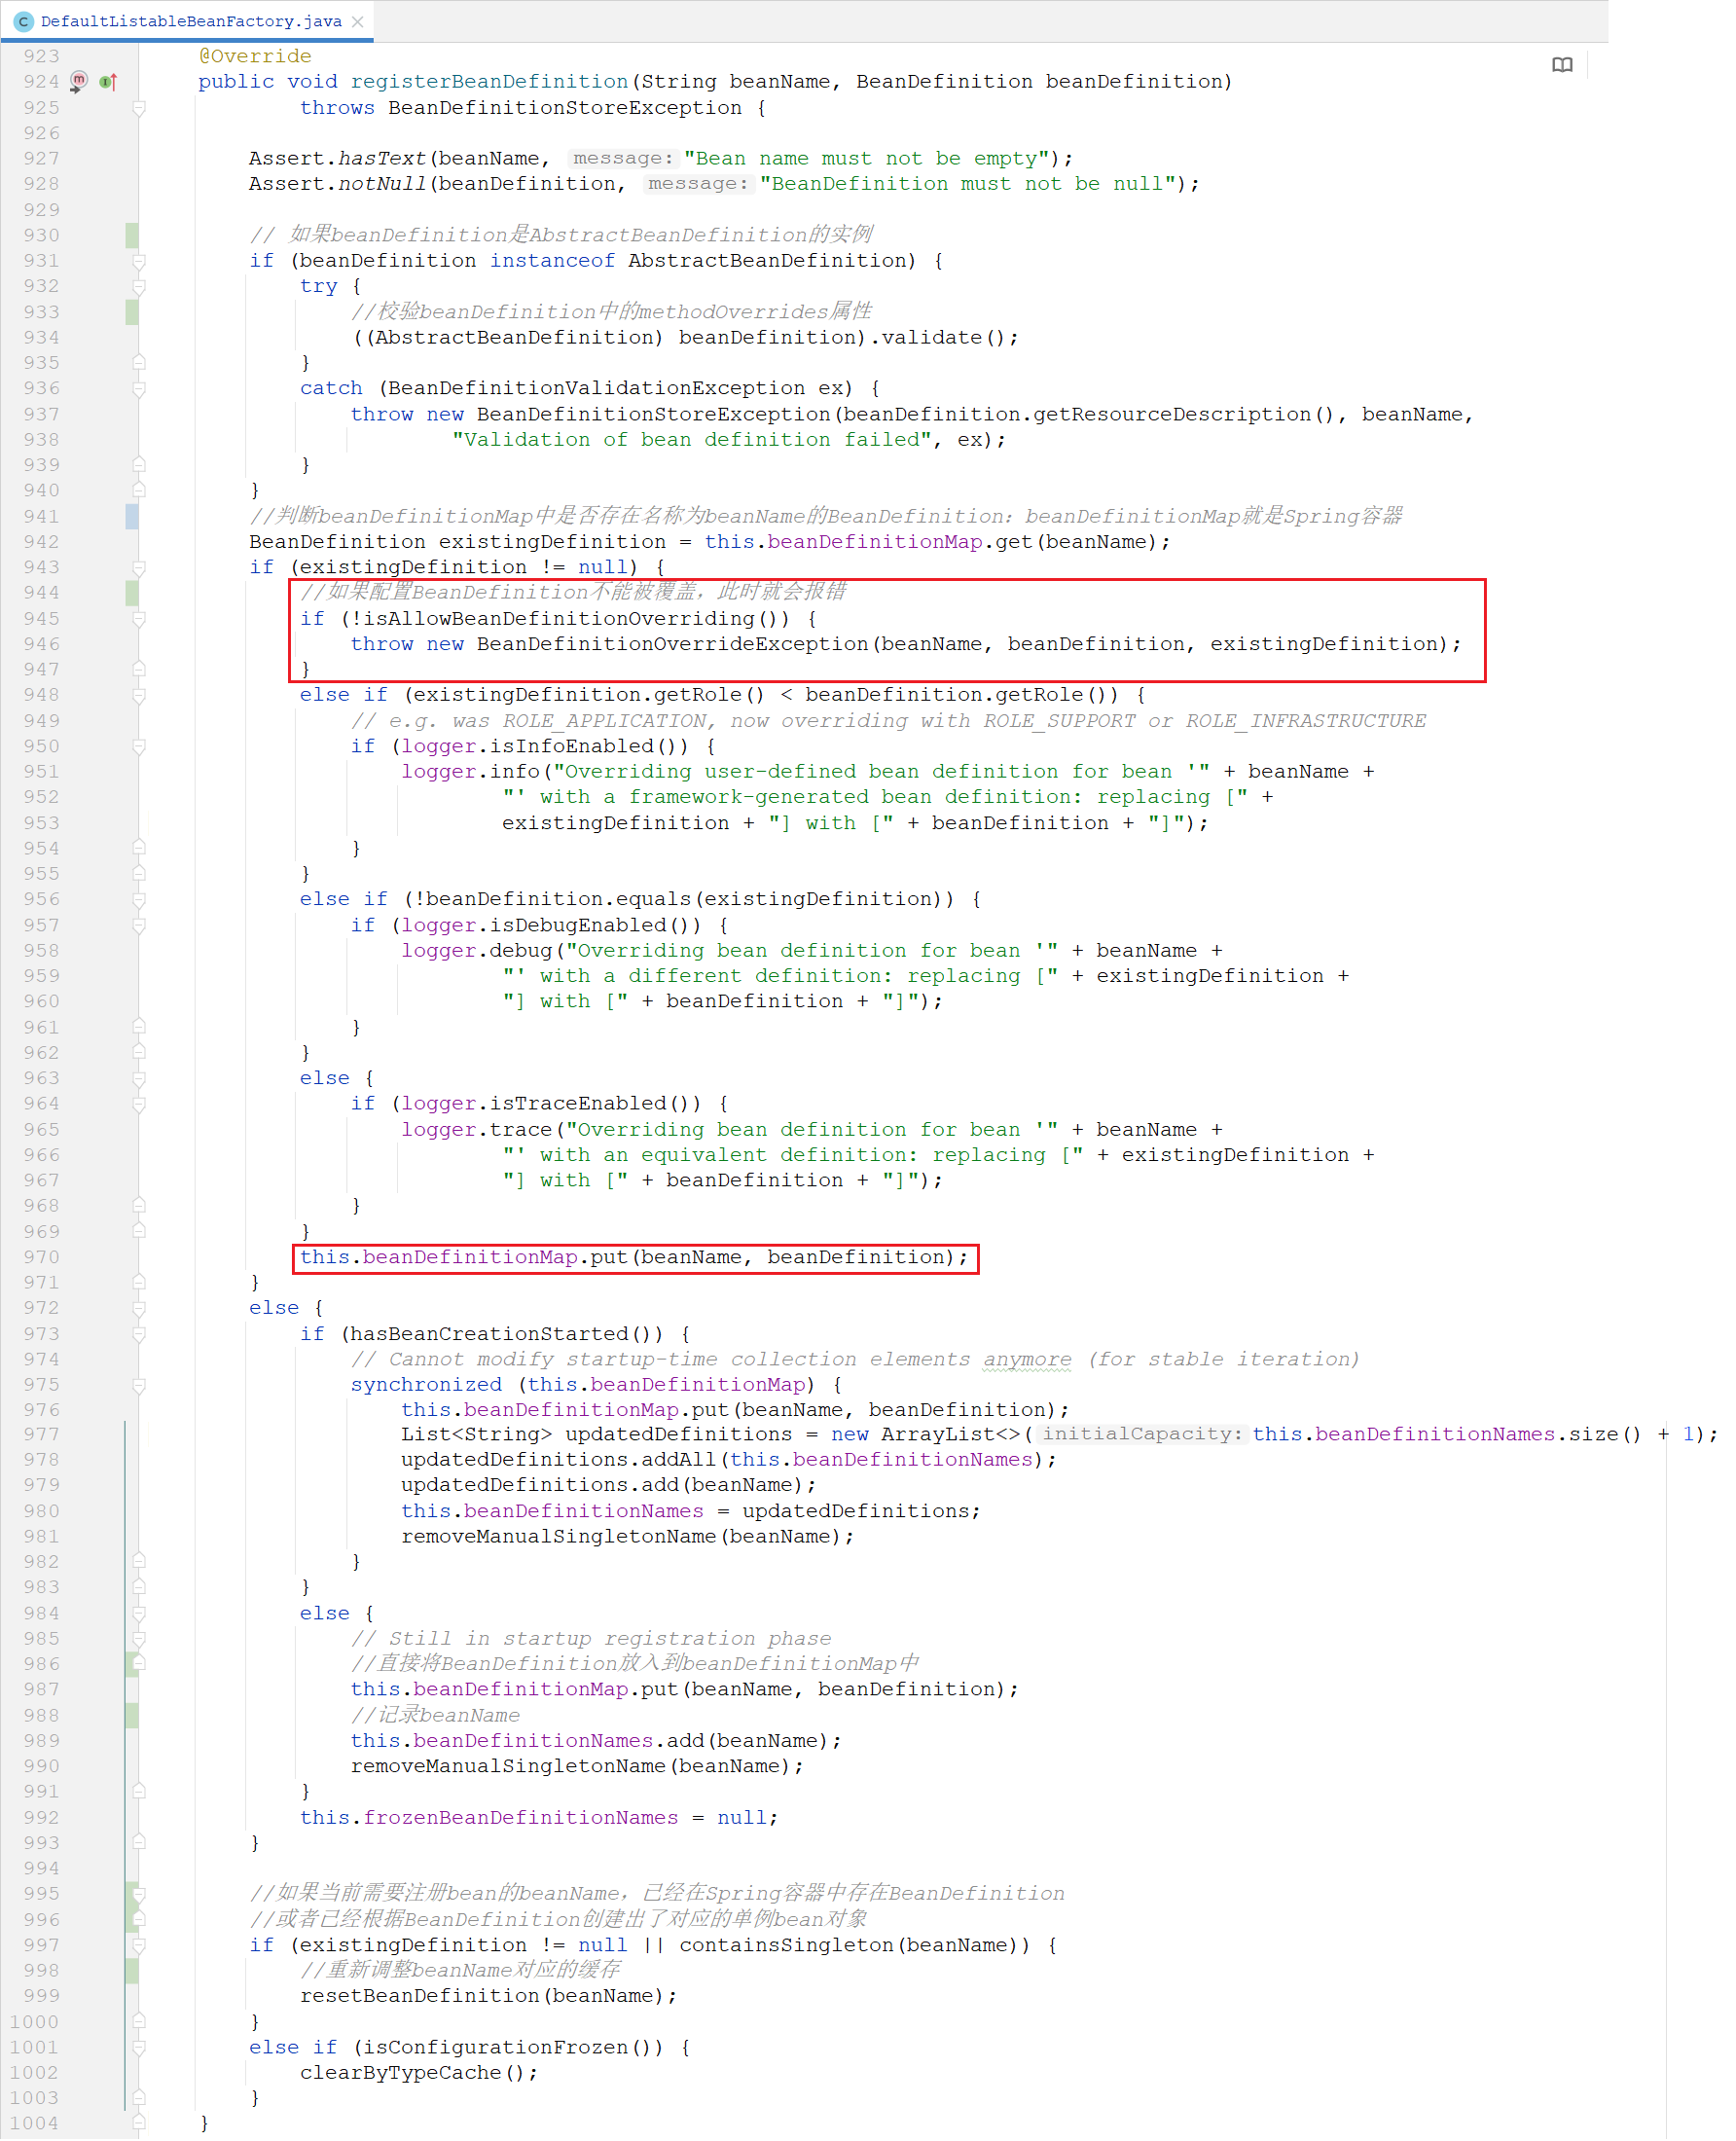 DefaultListableBeanFactory.java
923 @Override
924 public void registerBeanDefinition(String beanName, BeanDefinition beanDefinition)
925 throws BeanDefinitionStoreException {
926
927 Assert.hasText(beanName, message: "Bean name must not be empty");
928 Assert.notNull(beanDefinition, message: "BeanDefinition must not be null");
929
930 // 如果beanDefinition是AbstractBeanDefinition的实例
931 if (beanDefinition instanceof AbstractBeanDefinition) {
932 try {
933 //校验beanDefinition中的methodOverrides属性
934 ((AbstractBeanDefinition) beanDefinition).validate();
935 }
936 catch (BeanDefinitionValidationException ex) {
937 throw new BeanDefinitionStoreException(beanDefinition.getResourceDescription(), beanName,
938 "Validation of bean definition failed", ex);
939 }
940 }
941 //判断beanDefinitionMap中是否存在名称为beanName的BeanDefinition：beanDefinitionMap就是Spring容器
942 BeanDefinition existingDefinition = this.beanDefinitionMap.get(beanName);
943 if (existingDefinition != null) {
944 //如果配置BeanDefinition不能被覆盖，此时就会报错
945 if (!isAllowBeanDefinitionOverriding()) {
946 throw new BeanDefinitionOverrideException(beanName, beanDefinition, existingDefinition);
947 }
948 else if (existingDefinition.getRole() < beanDefinition.getRole()) {
949 // e.g. was ROLE_APPLICATION, now overriding with ROLE_SUPPORT or ROLE_INFRASTRUCTURE
950 if (logger.isInfoEnabled()) {
951 logger.info("Overriding user-defined bean definition for bean '" + beanName +
952 "' with a framework-generated bean definition: replacing [" +
953 existingDefinition + "] with [" + beanDefinition + "]");
954 }
955 }
956 else if (!beanDefinition.equals(existingDefinition)) {
957 if (logger.isDebugEnabled()) {
958 logger.debug("Overriding bean definition for bean '" + beanName +
959 "' with a different definition: replacing [" + existingDefinition +
960 "] with [" + beanDefinition + "]");
961 }
962 }
963 else {
964 if (logger.isTraceEnabled()) {
965 logger.trace("Overriding bean definition for bean '" + beanName +
966 "' with an equivalent definition: replacing [" + existingDefinition +
967 "] with [" + beanDefinition + "]");
968 }
969 }
970 this.beanDefinitionMap.put(beanName, beanDefinition);
971 }
972 else {
973 if (hasBeanCreationStarted()) {
974 // Cannot modify startup-time collection elements anymore (for stable iteration)
975 synchronized (this.beanDefinitionMap) {
976 this.beanDefinitionMap.put(beanName, beanDefinition);
977 List<String> updatedDefinitions = new ArrayList<>( initialCapacity: this.beanDefinitionNames.size() + 1);
978 updatedDefinitions.addAll(this.beanDefinitionNames);
979 updatedDefinitions.add(beanName);
980 this.beanDefinitionNames = updatedDefinitions;
981 removeManualSingletonName(beanName);
982 }
983 }
984 else {
985 // Still in startup registration phase
986 //直接将BeanDefinition放入到beanDefinitionMap中
987 this.beanDefinitionMap.put(beanName, beanDefinition);
988 //记录beanName
989 this.beanDefinitionNames.add(beanName);
990 removeManualSingletonName(beanName);
991 }
992 this.frozenBeanDefinitionNames = null;
993 }
994
995 //如果当前需要注册bean的beanName，已经在Spring容器中存在BeanDefinition
996 //或者已经根据BeanDefinition创建出了对应的单例bean对象
997 if (existingDefinition != null || containsSingleton(beanName)) {
998 //重新调整beanName对应的缓存
999 resetBeanDefinition(beanName);
1000 }
1001 else if (isConfigurationFrozen()) {
1002 clearByTypeCache();
1003 }
1004 }